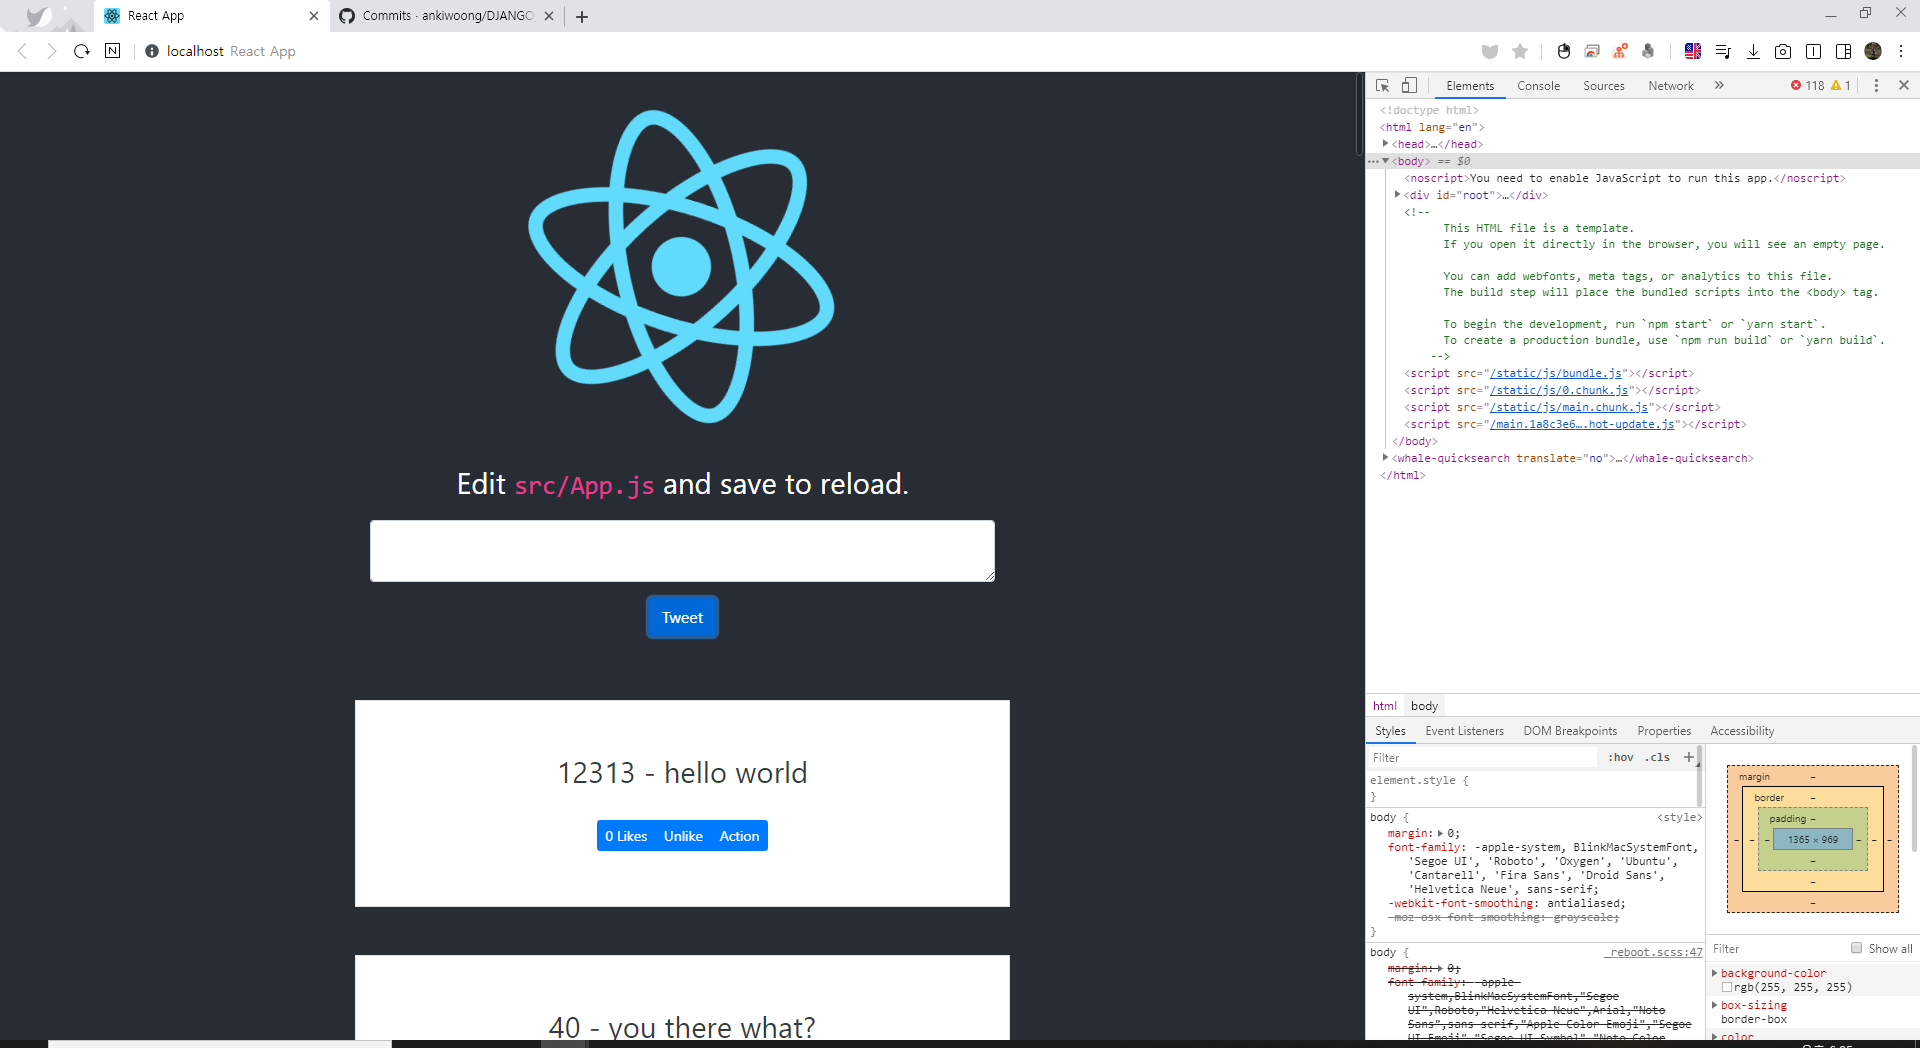 React App
Commits · ankiwoong/DJANGO
localhost React App
Edit src/App.js and save to reload.
Tweet
12313 - hello world
0 Likes Unlike Action
40 - you there what?
Elements Console Sources Network » 118 1
<!doctype html>
<html lang="en">
<head>…</head>
<body> == $0
<noscript>You need to enable JavaScript to run this app.</noscript>
<div id="root">…</div>
<!--
This HTML file is a template.
If you open it directly in the browser, you will see an empty page.
You can add webfonts, meta tags, or analytics to this file.
The build step will place the bundled scripts into the <body> tag.
To begin the development, run `npm start` or `yarn start`.
To create a production bundle, use `npm run build` or `yarn build`.
-->
<script src="/static/js/bundle.js"></script>
<script src="/static/js/0.chunk.js"></script>
<script src="/static/js/main.chunk.js"></script>
<script src="/main.1a8c3e6….hot-update.js"></script>
</body>
<whale-quicksearch translate="no">…</whale-quicksearch>
</html>
html body
Styles Event Listeners DOM Breakpoints Properties Accessibility
Filter :hov .cls +
element.style {
}
body { <style>
margin: 0;
font-family: -apple-system, BlinkMacSystemFont,
'Segoe UI', 'Roboto', 'Oxygen', 'Ubuntu',
'Cantarell', 'Fira Sans', 'Droid Sans',
'Helvetica Neue', sans-serif;
-webkit-font-smoothing: antialiased;
-moz-osx-font-smoothing: grayscale;
}
body { _reboot.scss:47
margin: 0;
font-family: -apple-
system,BlinkMacSystemFont,"Segoe
UI",Roboto,"Helvetica Neue",Arial,"Noto
Sans",sans-serif,"Apple Color Emoji","Segoe
UI Emoji","Segoe UI Symbol","Noto Color
margin –
border –
padding –
– – – 1365 × 969 – – –
–
–
–
Filter Show all
background-color
rgb(255, 255, 255)
box-sizing
border-box
color